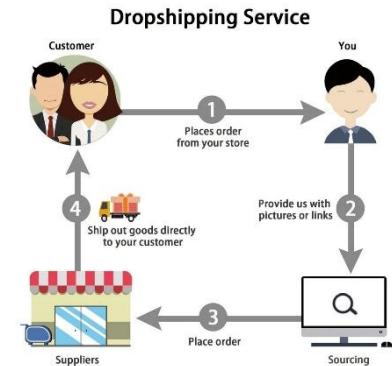 Dropshipping Service
Customer
You
1
Places order
from your store
2
Provide us with
pictures or links
4
Ship out goods directly
to your customer
3
Place order
Suppliers
Sourcing